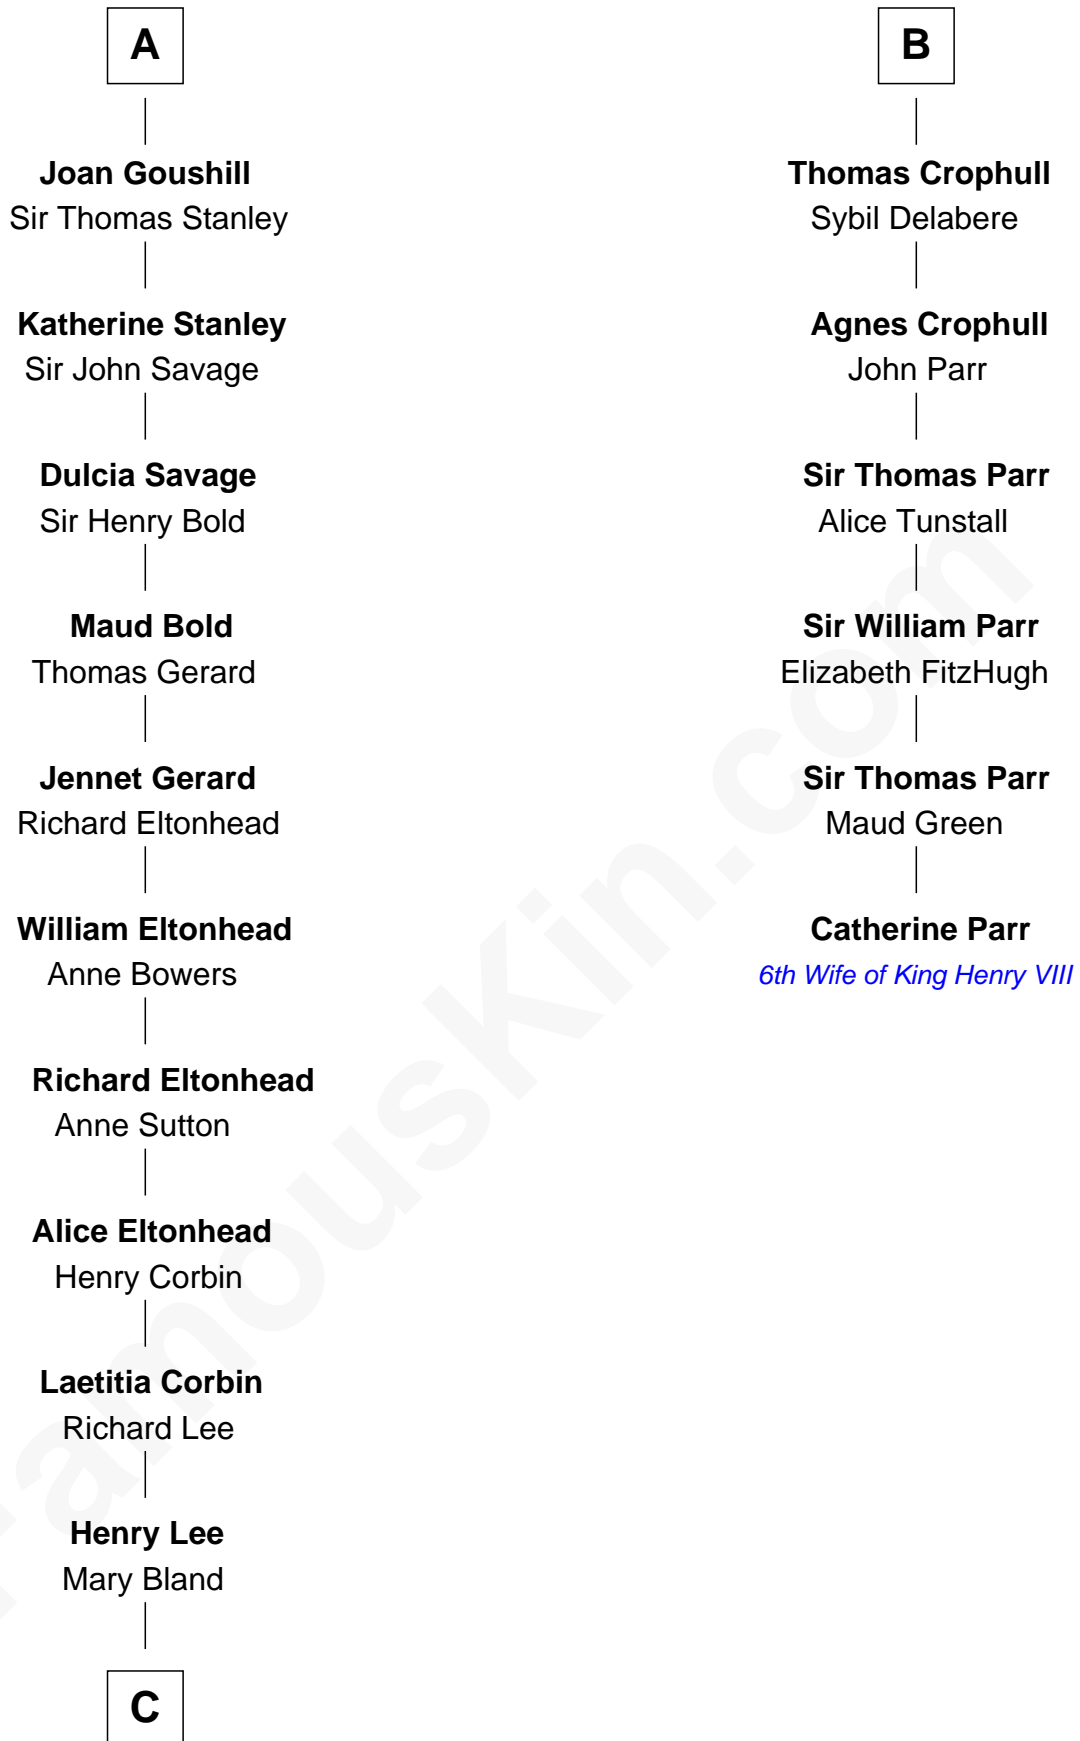 A
Joan Goushill
Sir Thomas Stanley
Katherine Stanley
Sir John Savage
Dulcia Savage
Sir Henry Bold
Maud Bold
Thomas Gerard
Jennet Gerard
Richard Eltonhead
William Eltonhead
Anne Bowers
Richard Eltonhead
Anne Sutton
Alice Eltonhead
Henry Corbin
Laetitia Corbin
Richard Lee
Henry Lee
Mary Bland
C
B
Thomas Crophull
Sybil Delabere
Agnes Crophull
John Parr
Sir Thomas Parr
Alice Tunstall
Sir William Parr
Elizabeth FitzHugh
Sir Thomas Parr
Maud Green
Catherine Parr
6th Wife of King Henry VIII
FamousKin.com